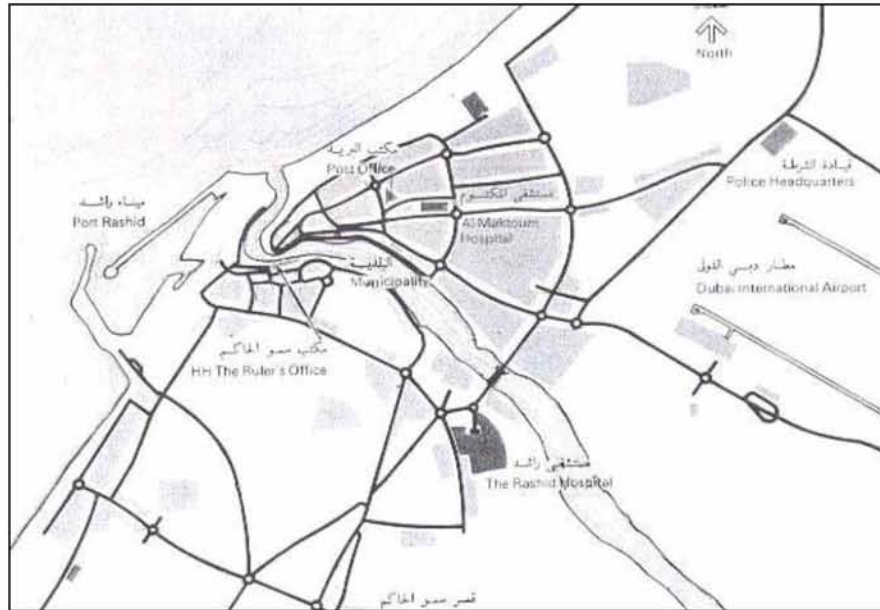 North
مكتب البريد
Post Office
قيادة الشرطة
Police Headquarters
ميناء راشد
Port Rashid
مستشفى المكتوم
Al-Maktoum
Hospital
البلدية
Municipality
مطار دبي الدولي
Dubai International Airport
مكتب سمو الحاكم
HH The Ruler's Office
مستشفى راشد
The Rashid Hospital
قصر سمو الحاكم